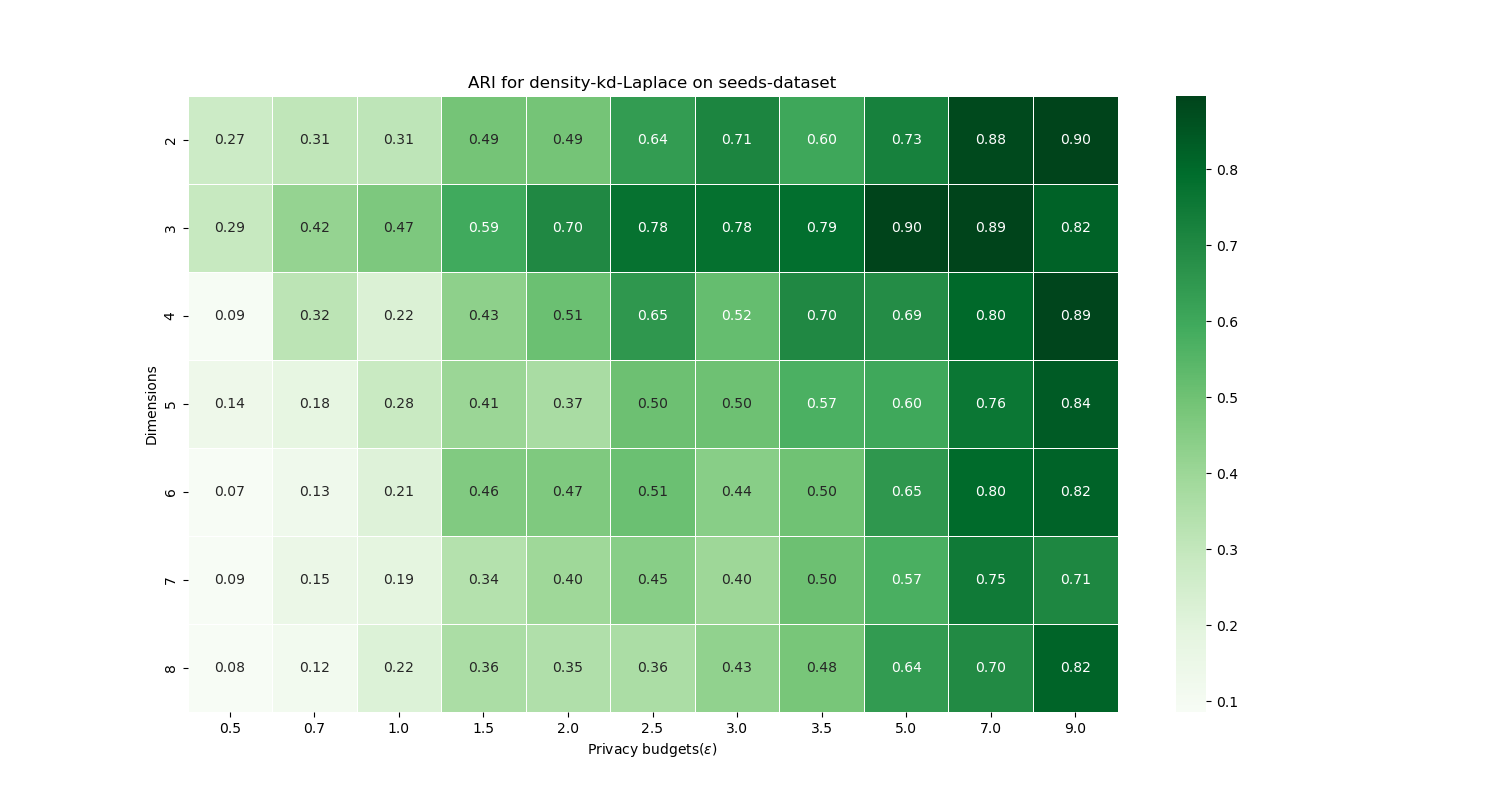 ARI for density-kd-Laplace on seeds-dataset
2 0.27 0.31 0.31 0.49 0.49 0.64 0.71 0.60 0.73 0.88 0.90
3 0.29 0.42 0.47 0.59 0.70 0.78 0.78 0.79 0.90 0.89 0.82
4 0.09 0.32 0.22 0.43 0.51 0.65 0.52 0.70 0.69 0.80 0.89
5 0.14 0.18 0.28 0.41 0.37 0.50 0.50 0.57 0.60 0.76 0.84
6 0.07 0.13 0.21 0.46 0.47 0.51 0.44 0.50 0.65 0.80 0.82
7 0.09 0.15 0.19 0.34 0.40 0.45 0.40 0.50 0.57 0.75 0.71
8 0.08 0.12 0.22 0.36 0.35 0.36 0.43 0.48 0.64 0.70 0.82
Dimensions
0.5 0.7 1.0 1.5 2.0 2.5 3.0 3.5 5.0 7.0 9.0
Privacy budgets(ε)
0.8
0.7
0.6
0.5
0.4
0.3
0.2
0.1